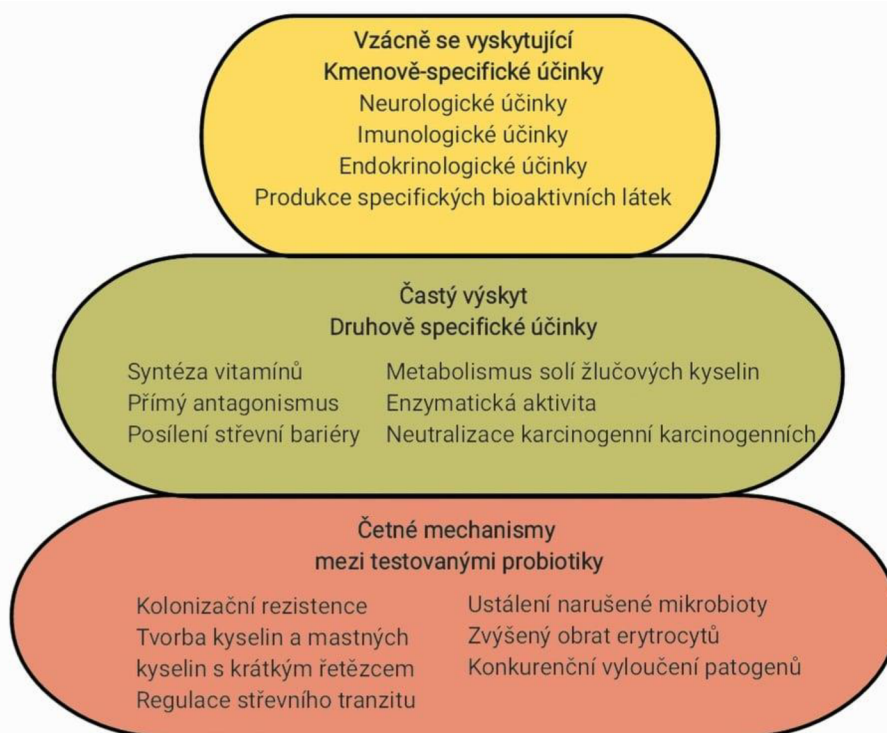 Vzácně se vyskytující
Kmenově-specifické účinky
Neurologické účinky
Imunologické účinky
Endokrinologické účinky
Produkce specifických bioaktivních látek
Častý výskyt
Druhově specifické účinky
Syntéza vitamínů
Přímý antagonismus
Posílení střevní bariéry
Metabolismus solí žlučových kyselin
Enzymatická aktivita
Neutralizace karcinogenní karcinogenních
Četné mechanismy
mezi testovanými probiotiky
Kolonizační rezistence
Tvorba kyselin a mastných
kyselin s krátkým řetězcem
Regulace střevního tranzitu
Ustálení narušené mikrobioty
Zvýšený obrat erytrocytů
Konkurenční vyloučení patogenů